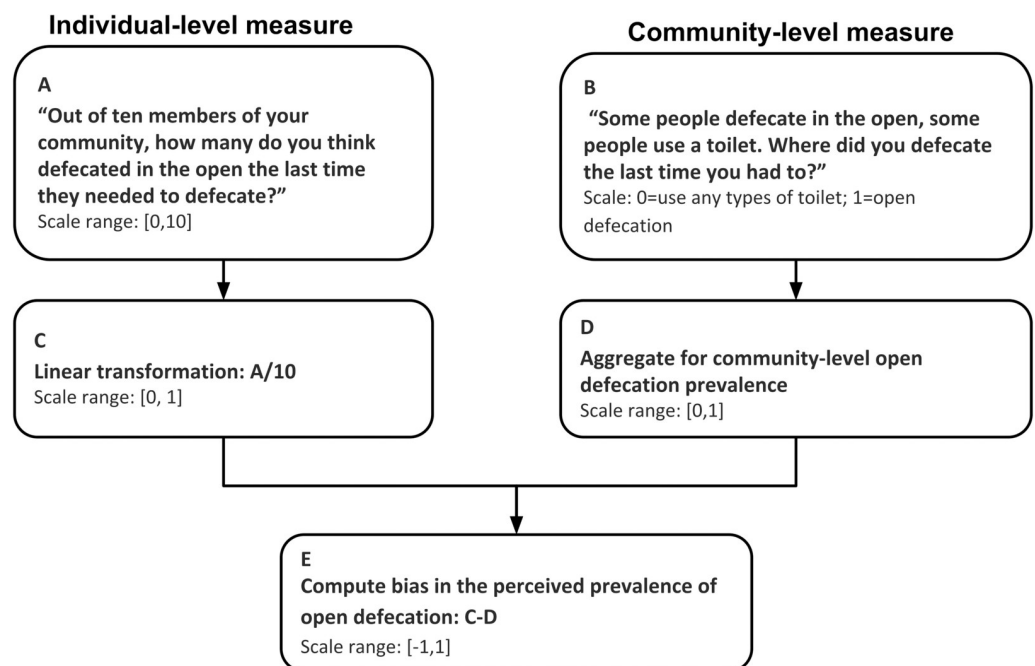 Individual-level measure
A
“Out of ten members of your
community, how many do you think
defecated in the open the last time
they needed to defecate?”
Scale range: [0,10]
C
Linear transformation: A/10
Scale range: [0, 1]
Community-level measure
B
“Some people defecate in the open, some
people use a toilet. Where did you defecate
the last time you had to?”
Scale: 0=use any types of toilet; 1=open
defecation
D
Aggregate for community-level open
defecation prevalence
Scale range: [0,1]
E
Compute bias in the perceived prevalence of
open defecation: C-D
Scale range: [-1,1]